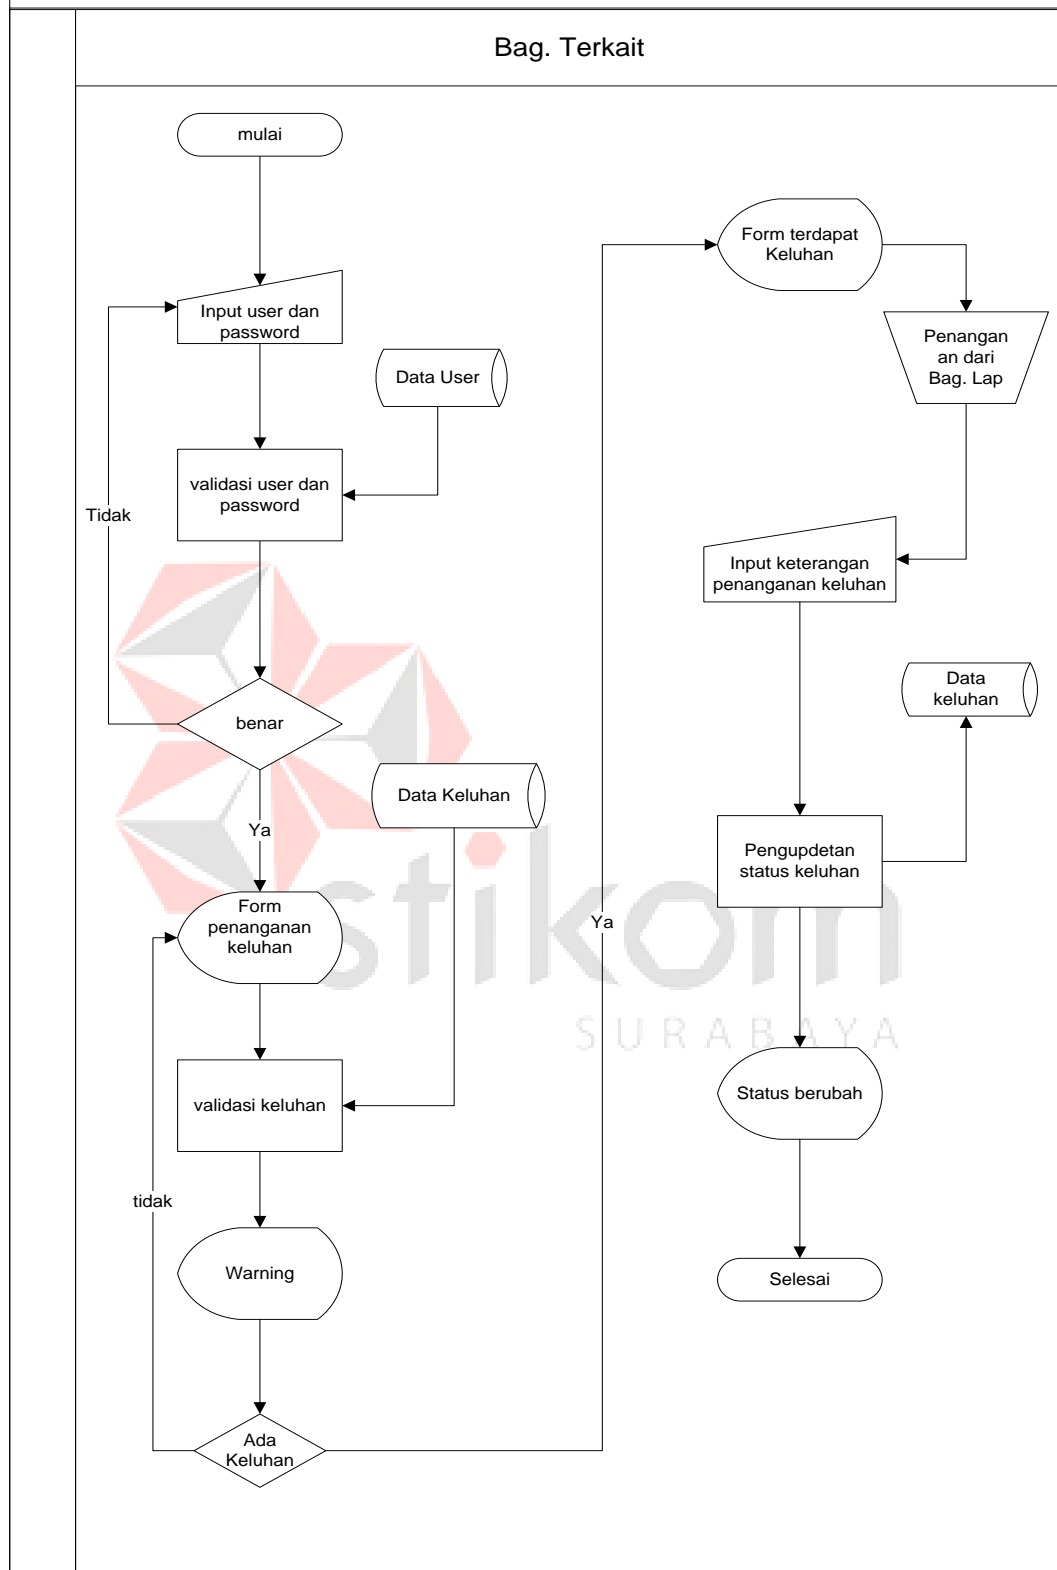 Bag. Terkait
mulai
Input user dan
password
Data User
validasi user dan
password
Tidak
benar
Data Keluhan
Ya
Form
penanganan
keluhan
validasi keluhan
tidak
Warning
Ada
Keluhan
Ya
Form terdapat
Keluhan
Penangan
an dari
Bag. Lap
Input keterangan
penanganan keluhan
Data
keluhan
Pengupdetan
status keluhan
Status berubah
Selesai
stikom
SURABAYA